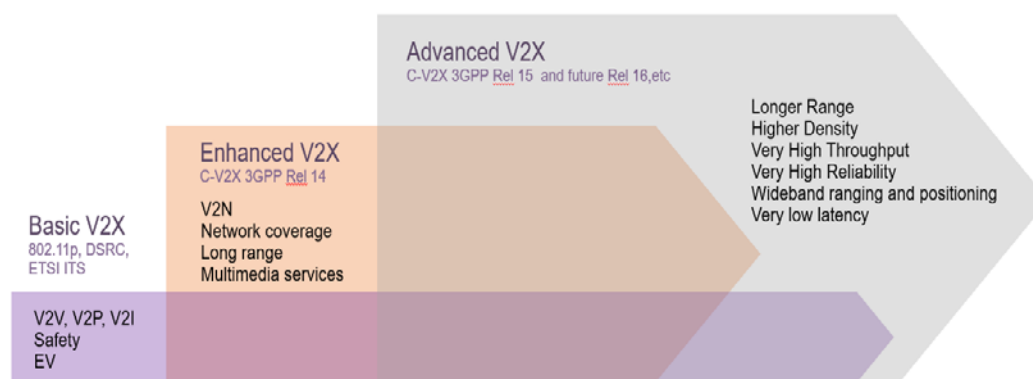 Advanced V2X
C-V2X 3GPP Rel 15 and future Rel 16,etc
Longer Range
Higher Density
Very High Throughput
Very High Reliability
Wideband ranging and positioning
Very low latency
Enhanced V2X
C-V2X 3GPP Rel 14
V2N
Network coverage
Long range
Multimedia services
Basic V2X
802.11p, DSRC,
ETSI ITS
V2V, V2P, V2I
Safety
EV